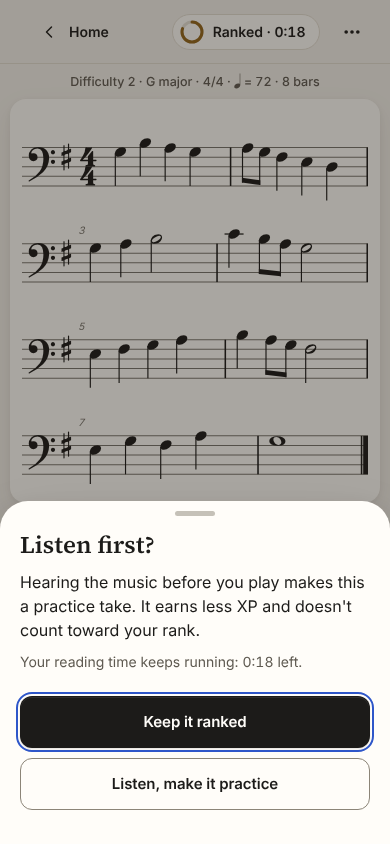 Home
Ranked · 0:18
Difficulty 2 · G major · 4/4 · ♩ = 72 · 8 bars
4
4
3
5
7
Listen first?
Hearing the music before you play makes this
a practice take. It earns less XP and doesn't
count toward your rank.
Your reading time keeps running: 0:18 left.
Keep it ranked
Listen, make it practice